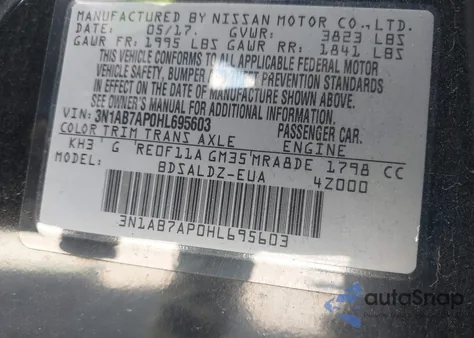 MANUFACTURED BY NISSAN MOTOR CO., LTD.
DATE: 05/17. GVWR: 3823 LBS
GAWR FR: 1995 LBS GAWR RR: 1841 LBS
THIS VEHICLE CONFORMS TO ALL APPLICABLE FEDERAL MOTOR
VEHICLE SAFETY, BUMPER AND THEFT PREVENTION STANDARDS
IN EFFECT ON THE DATE OF MANUFACTURE SHOWN ABOVE.
SEE OWNER'S MANUAL FOR ADDITIONAL INFORMATION
VIN: 3N1AB7AP0HL695603 PASSENGER CAR.
COLOR TRIM TRANS AXLE ENGINE
KH3 G RE0F11A GM35 MRA8DE 1798 CC
MODEL: BDSALDZ-EUA 4Z000
3N1AB7AP0HL695603
autoSnap